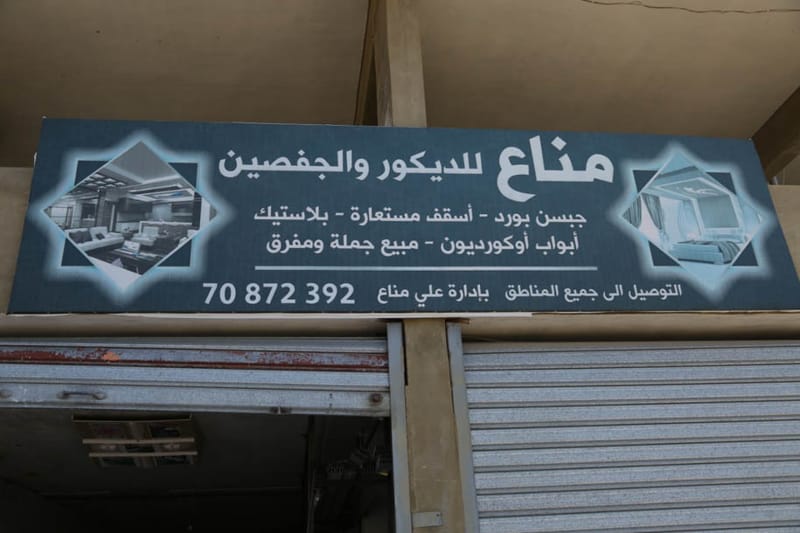 مناع للديكور والجفصين
جبسن بورد - أسقف مستعارة - بلاستيك
أبواب أوكورديون - مبيع جملة ومفرق
التوصيل الى جميع المناطق بإدارة علي مناع 70 872 392